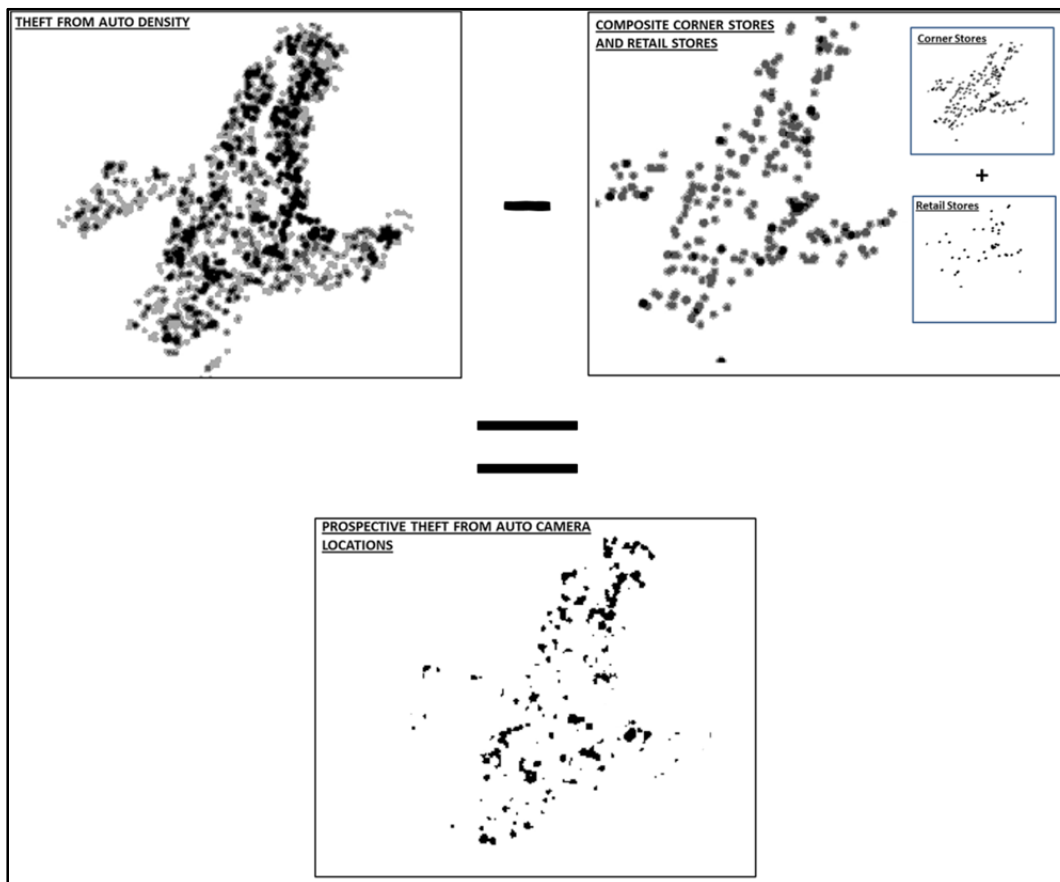 THEFT FROM AUTO DENSITY
COMPOSITE CORNER STORES
AND RETAIL STORES
Corner Stores
+
Retail Stores
PROSPECTIVE THEFT FROM AUTO CAMERA
LOCATIONS